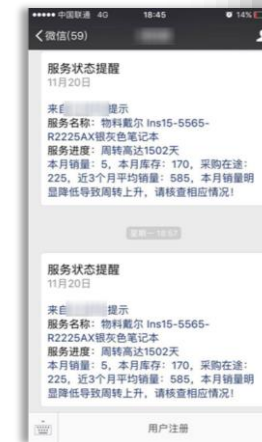 中国联通 4G 18:45 14%
微信(59)
服务状态提醒
11月20日
来自 提示
服务名称：物料戴尔 Ins15-5565-
R2225AX银灰色笔记本
服务进度：周转高达1502天
本月销量：5，本月库存：170，采购在途：
225，近3个月平均销量：585，本月销量明
显降低导致周转上升，请核查相应情况！
星期一 18:57
服务状态提醒
11月20日
来自 提示
服务名称：物料戴尔 Ins15-5565-
R2225AX银灰色笔记本
服务进度：周转高达1502天
本月销量：5，本月库存：170，采购在途：
225，近3个月平均销量：585，本月销量明
显降低导致周转上升，请核查相应情况！
用户注册